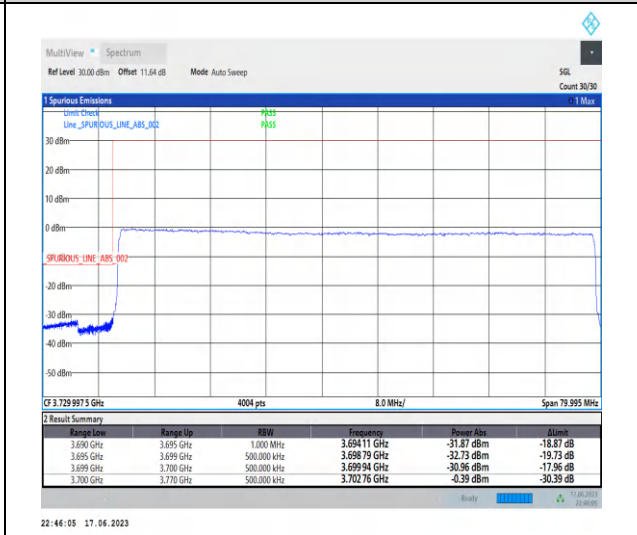 MultiView Spectrum
Ref Level 30.00 dBm Offset 11.64 dB Mode Auto Sweep SGL
Count 30/30
1 Spurious Emissions 1 Max
Limit Check PASS
Line _SPURIOUS_LINE_ABS_002 PASS
30 dBm
20 dBm
10 dBm
0 dBm
_SPURIOUS_LINE_ABS_002
-20 dBm
-30 dBm
-40 dBm
-50 dBm
CF 3.729 997 5 GHz 4004 pts 8.0 MHz/ Span 79.995 MHz
2 Result Summary
Range Low Range Up RBW Frequency Power Abs ΔLimit
3.690 GHz 3.695 GHz 1.000 MHz 3.694 11 GHz -31.87 dBm -18.87 dB
3.695 GHz 3.699 GHz 500.000 kHz 3.698 79 GHz -32.73 dBm -19.73 dB
3.699 GHz 3.700 GHz 500.000 kHz 3.699 94 GHz -30.96 dBm -17.96 dB
3.700 GHz 3.770 GHz 500.000 kHz 3.702 76 GHz -0.39 dBm -30.39 dB
Ready 17.06.2023
22:46:05
22:46:05 17.06.2023